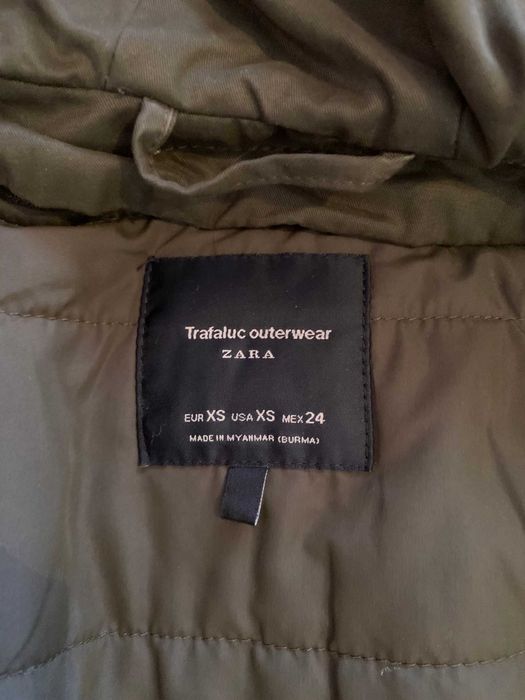 Trafaluc outerwear
ZARA
EUR XS USA XS MEX 24
MADE IN MYANMAR (BURMA)